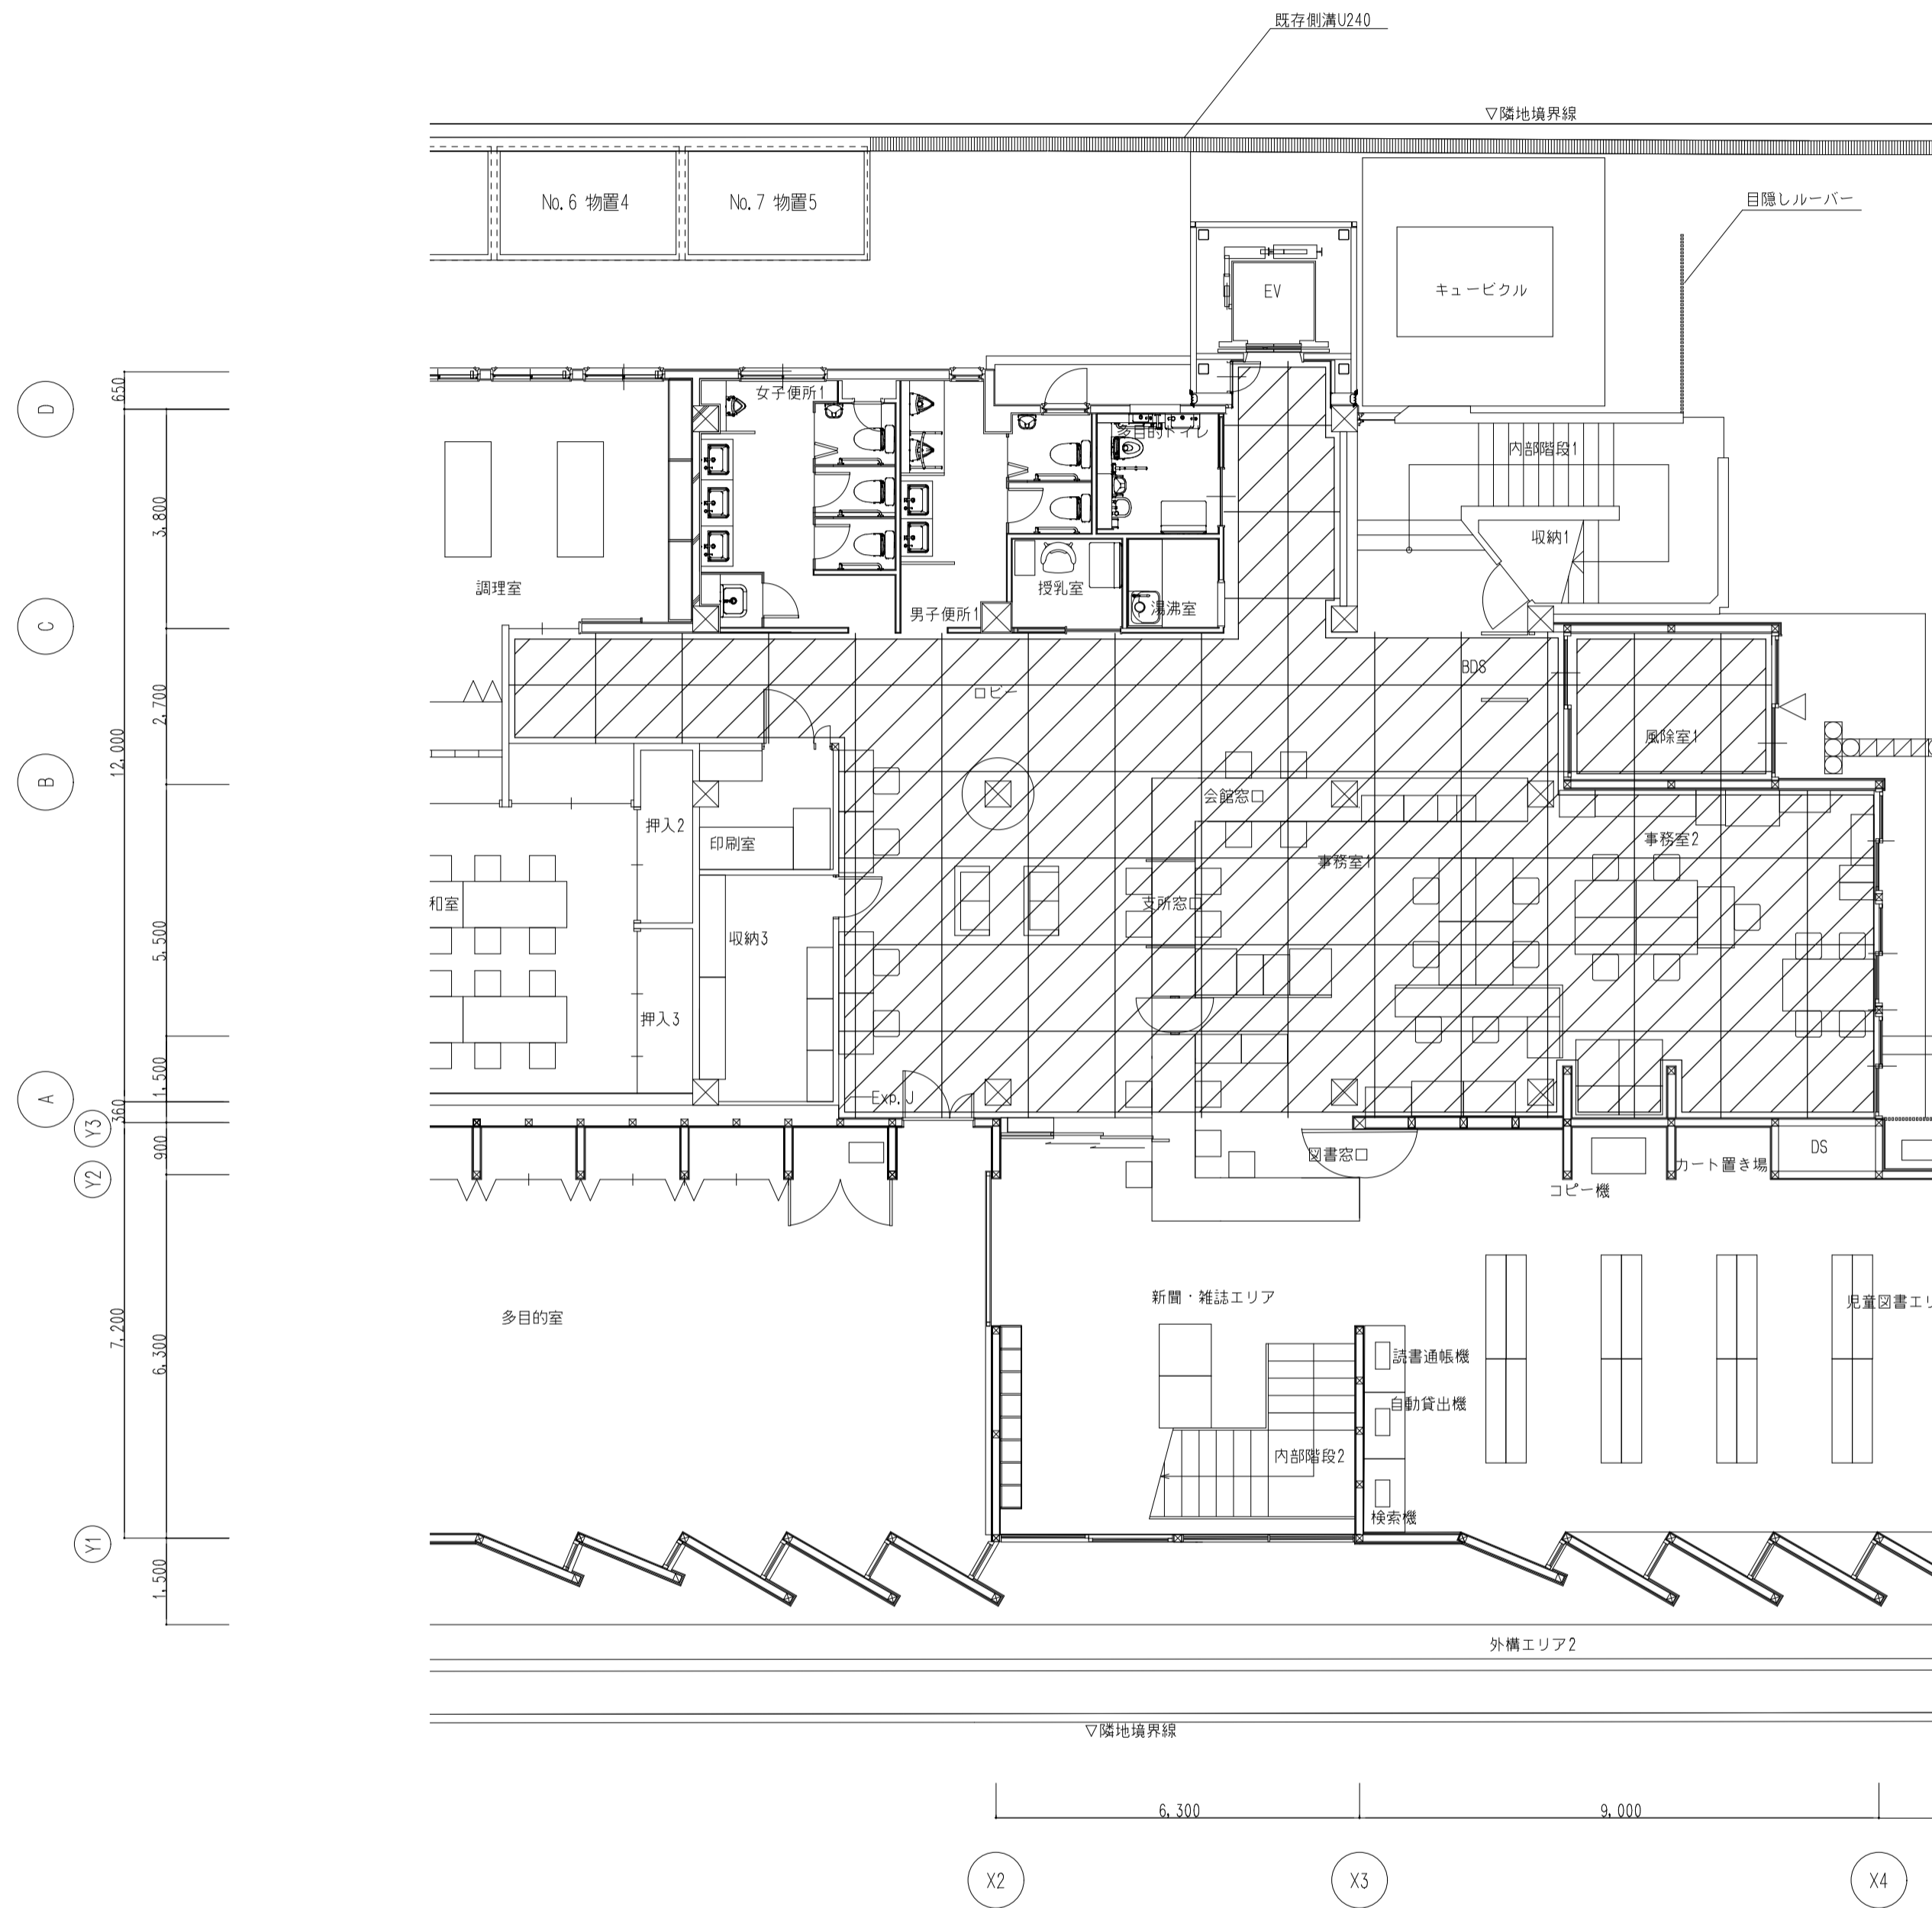 既存側溝U240
▽隣地境界線
目隠しルーバー
No.6 物置4
No.7 物置5
EV
キュービクル
650
D
女子便所1
多目的トイレ
内部階段1
3,800
収納1
調理室
授乳室
湯沸室
男子便所1
C
BDS
ロビー
2,700
風除室1
12,000
B
会館窓口
押入2
印刷室
事務室1
事務室2
和室
支所窓口
収納3
5,500
押入3
1,500
A
Exp.J
360
Y3
900
図書窓口
カート置き場
DS
コピー機
Y2
新聞・雑誌エリア
児童図書エリ
多目的室
7,200
6,300
読書通帳機
自動貸出機
内部階段2
検索機
Y1
1,500
外構エリア2
▽隣地境界線
6,300
9,000
X2
X3
X4